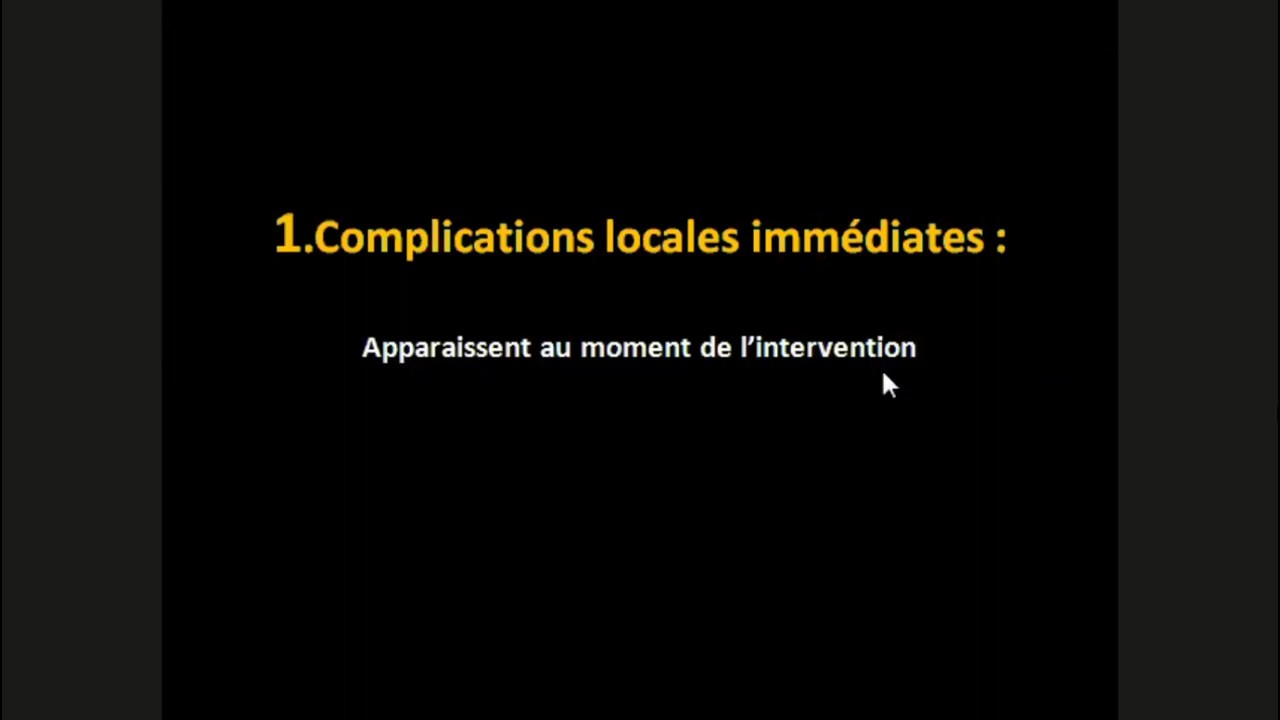 1.Complications locales immédiates :
Apparaissent au moment de l’intervention